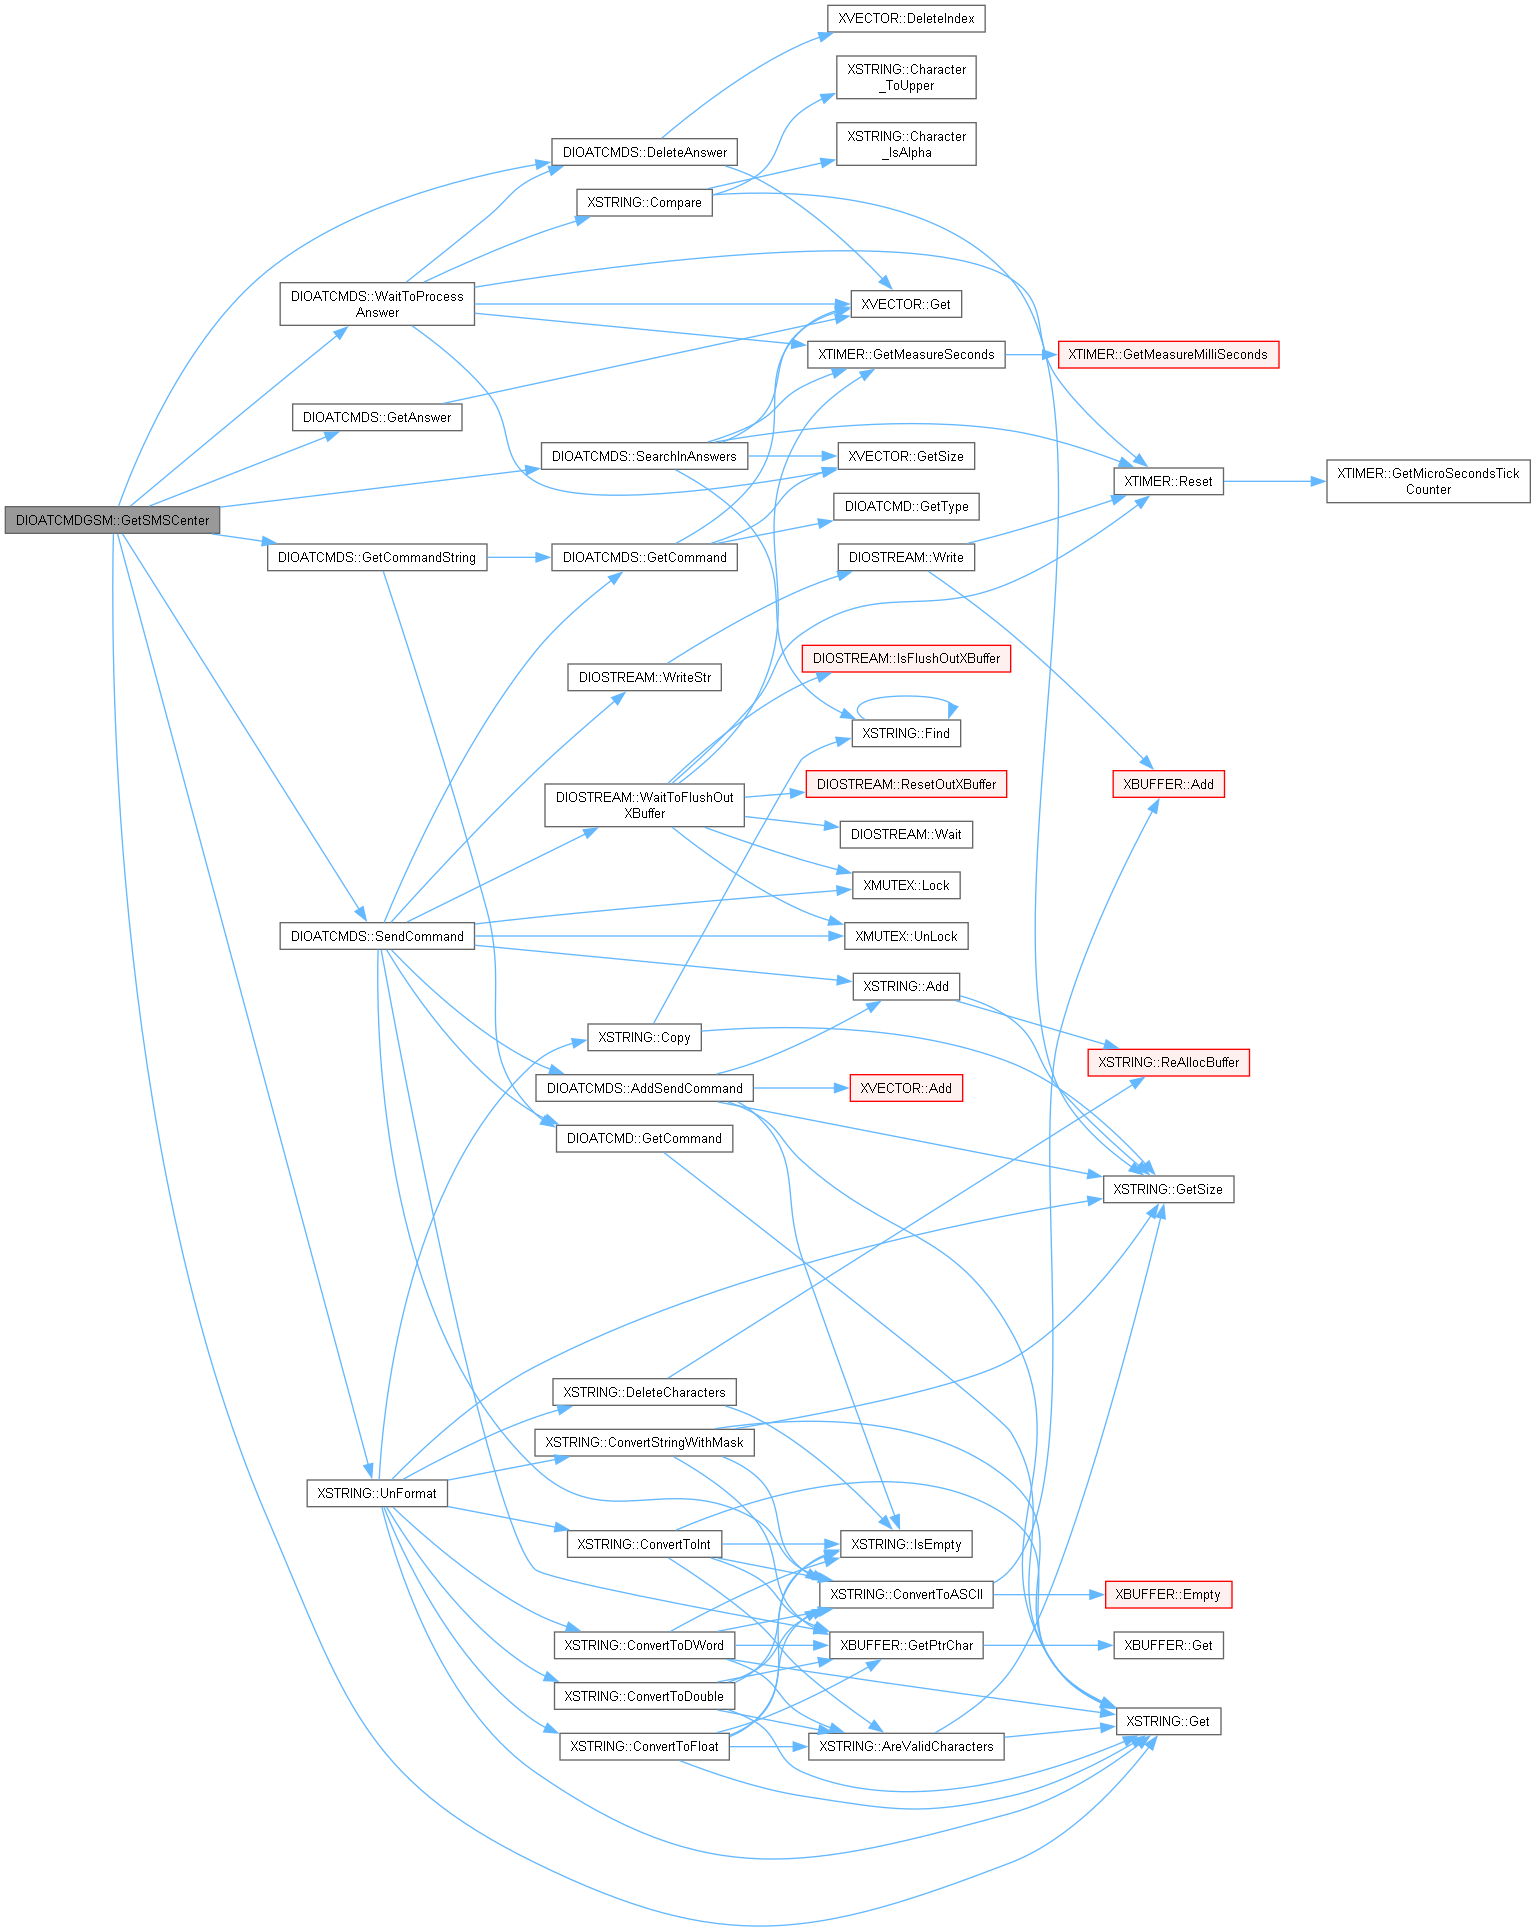 XVECTOR::DeleteIndex
XSTRING::Character
_ToUpper
XSTRING::Character
_IsAlpha
DIOATCMDS::DeleteAnswer
XSTRING::Compare
DIOATCMDS::WaitToProcess
Answer
XVECTOR::Get
XTIMER::GetMeasureSeconds
XTIMER::GetMeasureMilliSeconds
DIOATCMDS::GetAnswer
DIOATCMDS::SearchInAnswers
XVECTOR::GetSize
XTIMER::Reset
XTIMER::GetMicroSecondsTick
Counter
DIOATCMD::GetType
DIOATCMDGSM::GetSMSCenter
DIOATCMDS::GetCommandString
DIOATCMDS::GetCommand
DIOSTREAM::Write
DIOSTREAM::IsFlushOutXBuffer
DIOSTREAM::WriteStr
XSTRING::Find
DIOSTREAM::ResetOutXBuffer
XBUFFER::Add
DIOSTREAM::WaitToFlushOut
XBuffer
DIOSTREAM::Wait
XMUTEX::Lock
DIOATCMDS::SendCommand
XMUTEX::UnLock
XSTRING::Add
XSTRING::Copy
XSTRING::ReAllocBuffer
DIOATCMDS::AddSendCommand
XVECTOR::Add
DIOATCMD::GetCommand
XSTRING::GetSize
XSTRING::DeleteCharacters
XSTRING::ConvertStringWithMask
XSTRING::UnFormat
XSTRING::ConvertToInt
XSTRING::IsEmpty
XSTRING::ConvertToASCII
XBUFFER::Empty
XSTRING::ConvertToDWord
XBUFFER::GetPtrChar
XBUFFER::Get
XSTRING::ConvertToDouble
XSTRING::Get
XSTRING::ConvertToFloat
XSTRING::AreValidCharacters